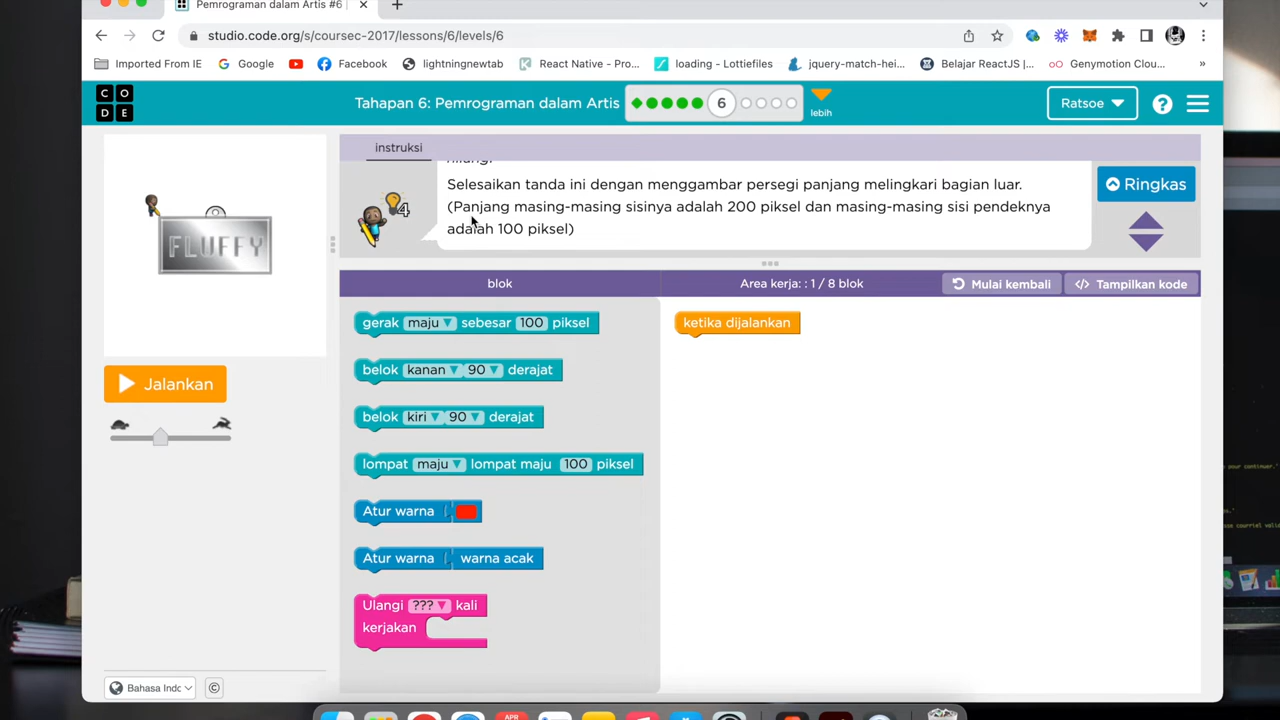 Pemrograman dalam Artis #6
studio.code.org/s/coursec-2017/lessons/6/levels/6
Imported From IE
Google
Facebook
lightningnewtab
React Native - Pro...
loading - Lottiefiles
jquery-match-hei...
Belajar ReactJS |...
Genymotion Cloud...
C O
D E
Tahapan 6: Pemrograman dalam Artis
6
lebih
Ratsoe
instruksi
Selesaikan tanda ini dengan menggambar persegi panjang melingkari bagian luar.
(Panjang masing-masing sisinya adalah 200 piksel dan masing-masing sisi pendeknya
adalah 100 piksel)
4
Ringkas
FLUFFY
blok
Area kerja: : 1 / 8 blok
Mulai kembali
Tampilkan kode
gerak maju sebesar 100 piksel
belok kanan 90 derajat
belok kiri 90 derajat
lompat maju lompat maju 100 piksel
Atur warna
Atur warna warna acak
Ulangi ??? kali
kerjakan
ketika dijalankan
Jalankan
Bahasa Indc
©